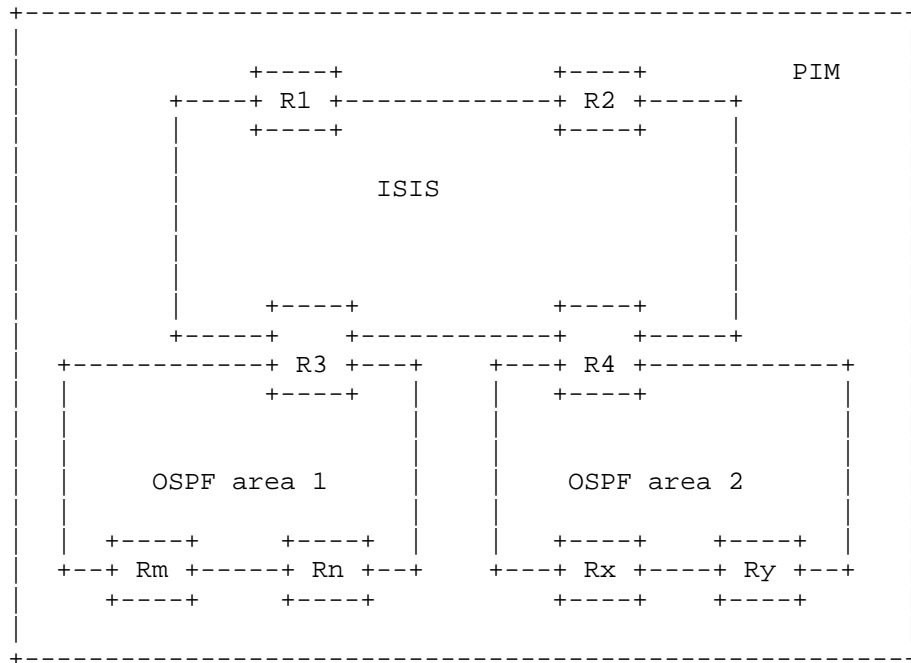 PIM
R1 R2
ISIS
R3 R4
OSPF area 1 OSPF area 2
Rm Rn Rx Ry